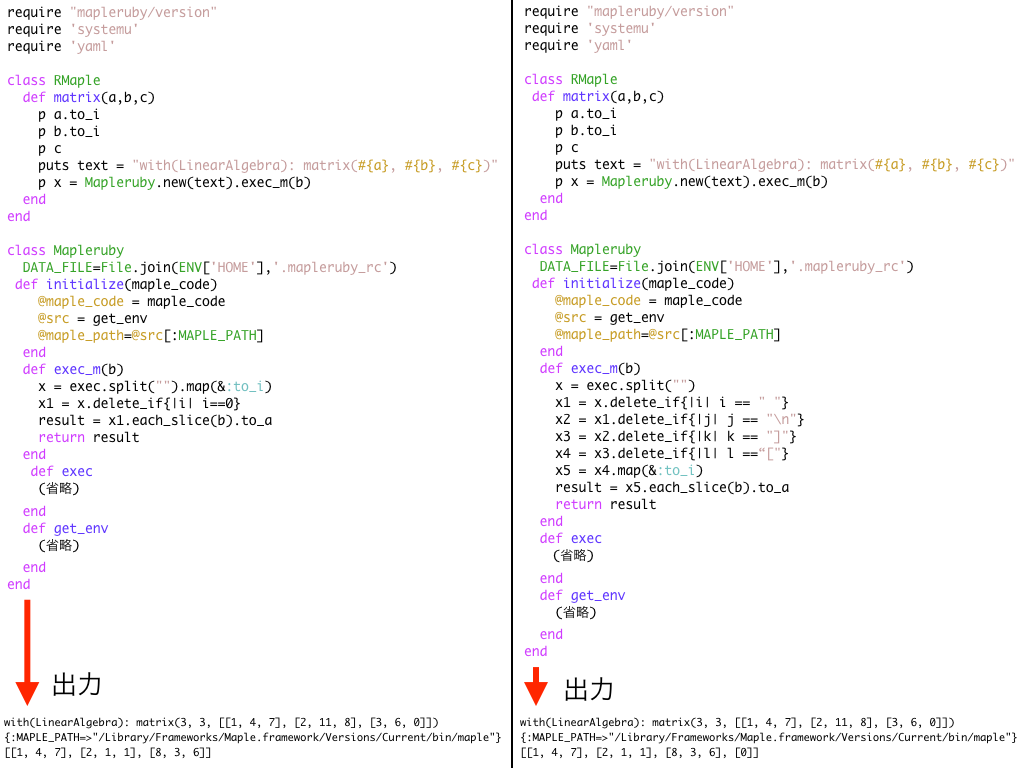 require "mapleruby/version"
require 'systemu'
require 'yaml'

class RMaple
  def matrix(a,b,c)
    p a.to_i
    p b.to_i
    p c
    puts text = "with(LinearAlgebra): matrix(#{a}, #{b}, #{c})"
    p x = Mapleruby.new(text).exec_m(b)
  end
end

class Mapleruby
  DATA_FILE=File.join(ENV['HOME'],'.mapleruby_rc')
 def initialize(maple_code)
    @maple_code = maple_code
    @src = get_env
    @maple_path=@src[:MAPLE_PATH]
  end
  def exec_m(b)
    x = exec.split("").map(&:to_i)
    x1 = x.delete_if{|i| i==0}
    result = x1.each_slice(b).to_a
    return result
  end
   def exec
    (省略)
  end
  def get_env
    (省略)
  end
end
出力
with(LinearAlgebra): matrix(3, 3, [[1, 4, 7], [2, 11, 8], [3, 6, 0]])
{:MAPLE_PATH=>"/Library/Frameworks/Maple.framework/Versions/Current/bin/maple"}
[[1, 4, 7], [2, 1, 1], [8, 3, 6]]
require "mapleruby/version"
require 'systemu'
require 'yaml'

class RMaple
 def matrix(a,b,c)
    p a.to_i
    p b.to_i
    p c
    puts text = "with(LinearAlgebra): matrix(#{a}, #{b}, #{c})"
    p x = Mapleruby.new(text).exec_m(b)
  end
end

class Mapleruby
  DATA_FILE=File.join(ENV['HOME'],'.mapleruby_rc')
 def initialize(maple_code)
    @maple_code = maple_code
    @src = get_env
    @maple_path=@src[:MAPLE_PATH]
  end
  def exec_m(b)
    x = exec.split("")
    x1 = x.delete_if{|i| i == " "}
    x2 = x1.delete_if{|j| j == "\n"}
    x3 = x2.delete_if{|k| k == "]"}
    x4 = x3.delete_if{|l| l ==“["}
    x5 = x4.map(&:to_i)
    result = x5.each_slice(b).to_a
    return result
  end
  def exec
    (省略)
  end
  def get_env
    (省略)
  end
end
出力
with(LinearAlgebra): matrix(3, 3, [[1, 4, 7], [2, 11, 8], [3, 6, 0]])
{:MAPLE_PATH=>"/Library/Frameworks/Maple.framework/Versions/Current/bin/maple"}
[[1, 4, 7], [2, 1, 1], [8, 3, 6], [0]]